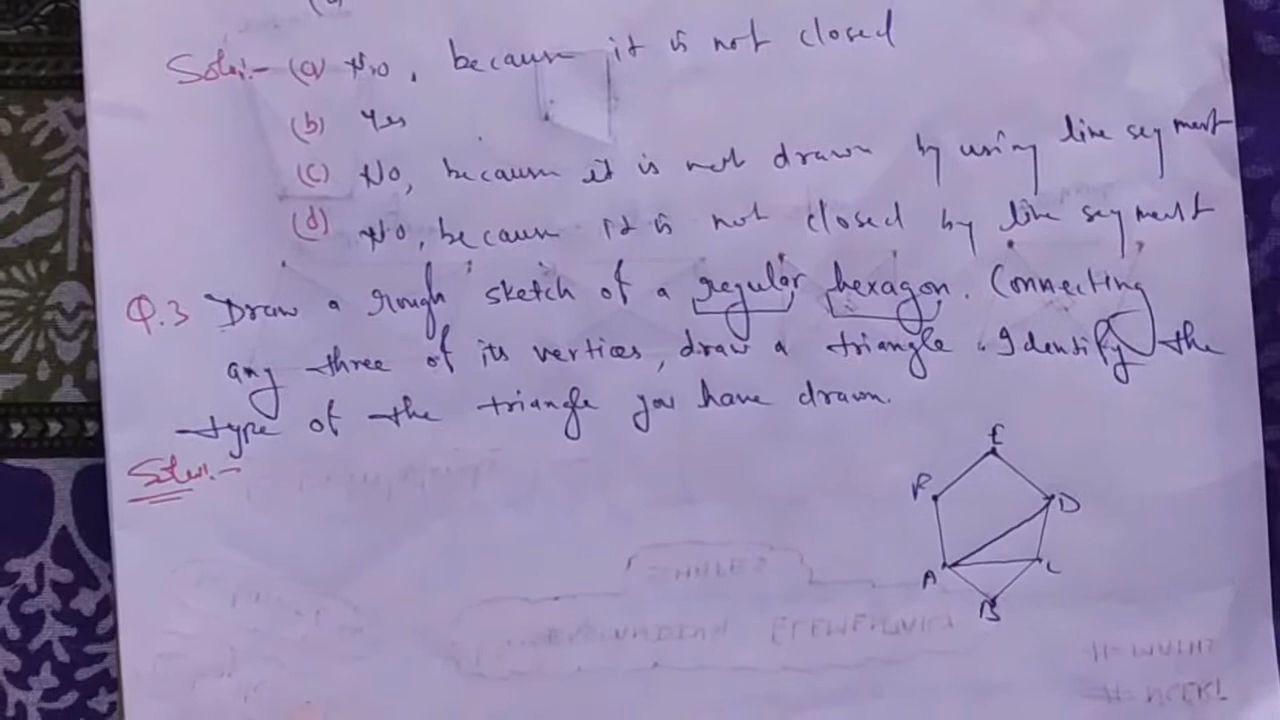 Soln:- (a) No, because it is not closed
(b) Yes
(c) No, because it is not drawn by using line segment
(d) No, because it is not closed by line segment
Q.3 Draw a rough sketch of a regular hexagon. Connecting
any three of its vertices, draw a triangle. Identify the
type of the triangle you have drawn.
Soln:-
E
F D
A C
B